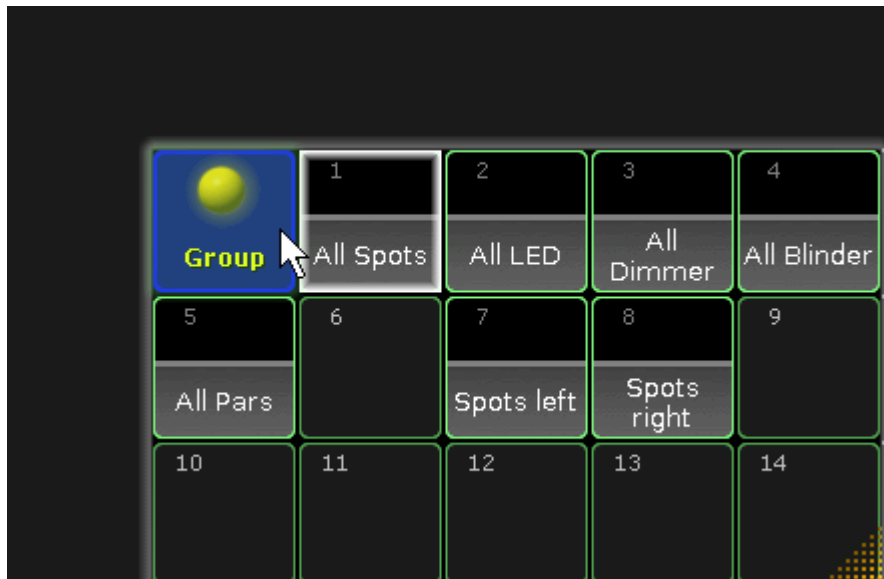 1
2
3
4
Group
All Spots
All LED
All
Dimmer
All Blinder
5
6
7
8
9
All Pars
Spots left
Spots
right
10
11
12
13
14